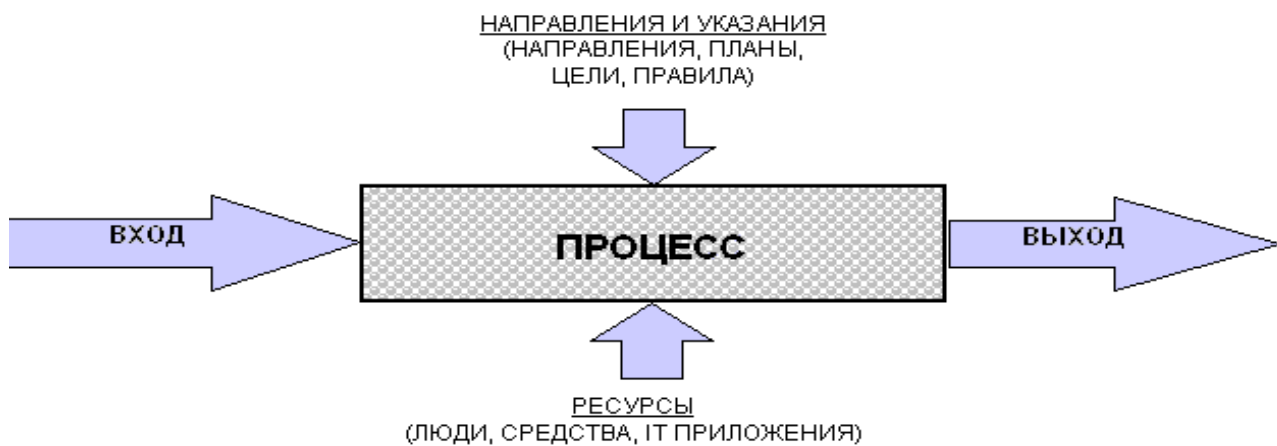 НАПРАВЛЕНИЯ И УКАЗАНИЯ
(НАПРАВЛЕНИЯ, ПЛАНЫ,
ЦЕЛИ, ПРАВИЛА)
ВХОД
ПРОЦЕСС
ВЫХОД
РЕСУРСЫ
(ЛЮДИ, СРЕДСТВА, IT ПРИЛОЖЕНИЯ)